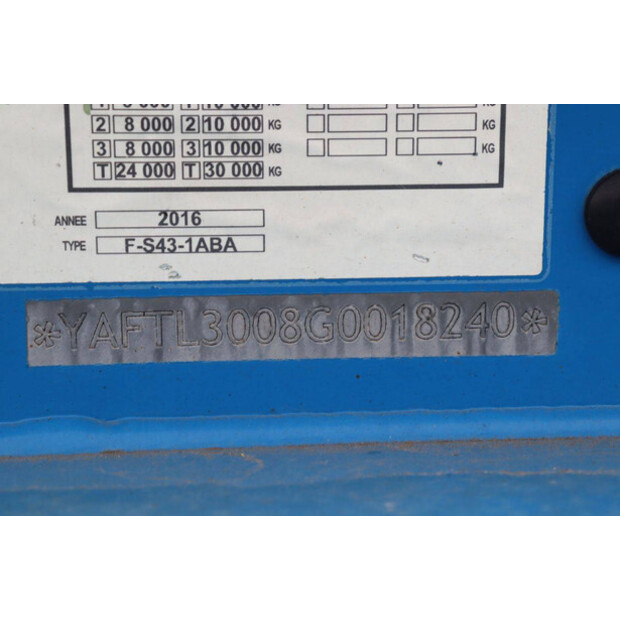 2 8 000 2 10 000 KG KG
3 8 000 3 10 000 KG KG
T 24 000 T 30 000 KG
ANNEE 2016
TYPE F-S43-1ABA
*YAFTL3008G0018240*